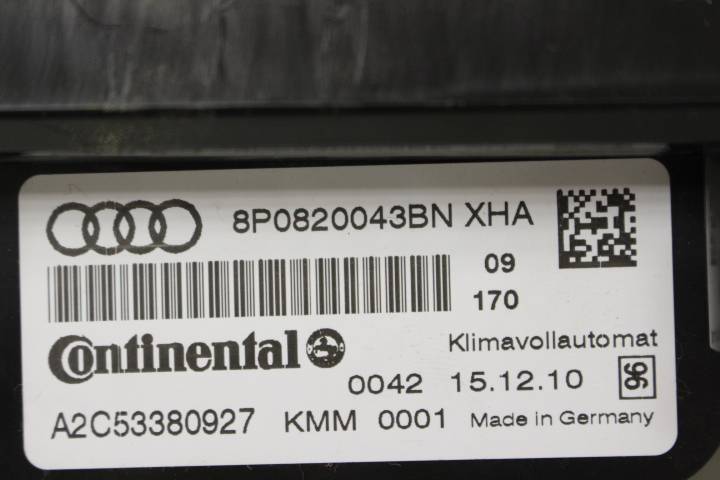 8P0820043BN XHA
09
170
Continental
Klimavollautomat
0042 15.12.10
A2C53380927 KMM 0001 Made in Germany